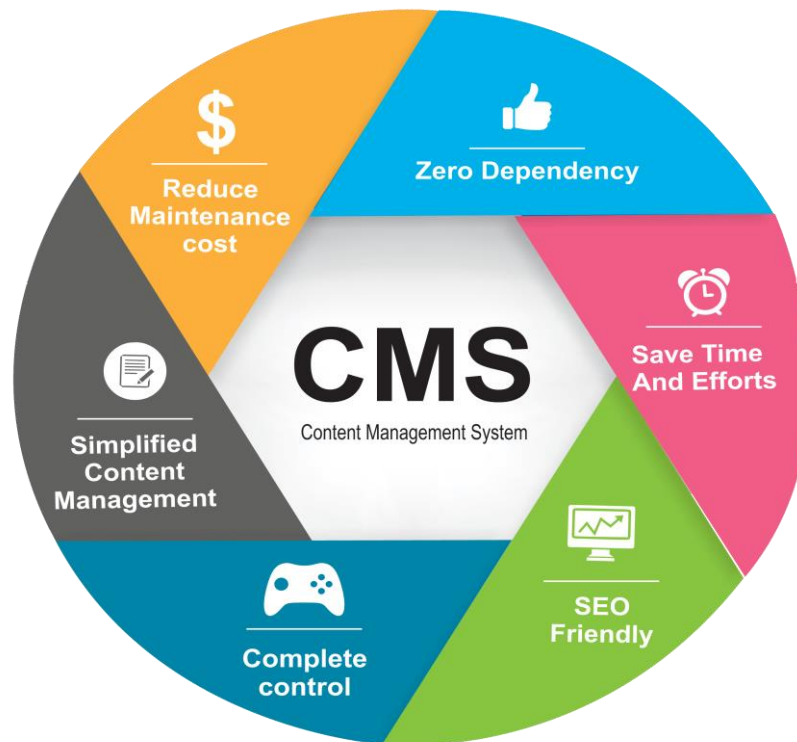 $
Reduce
Maintenance
cost
Zero Dependency
Save Time
And Efforts
SEO
Friendly
Complete
control
Simplified
Content
Management
CMS
Content Management System